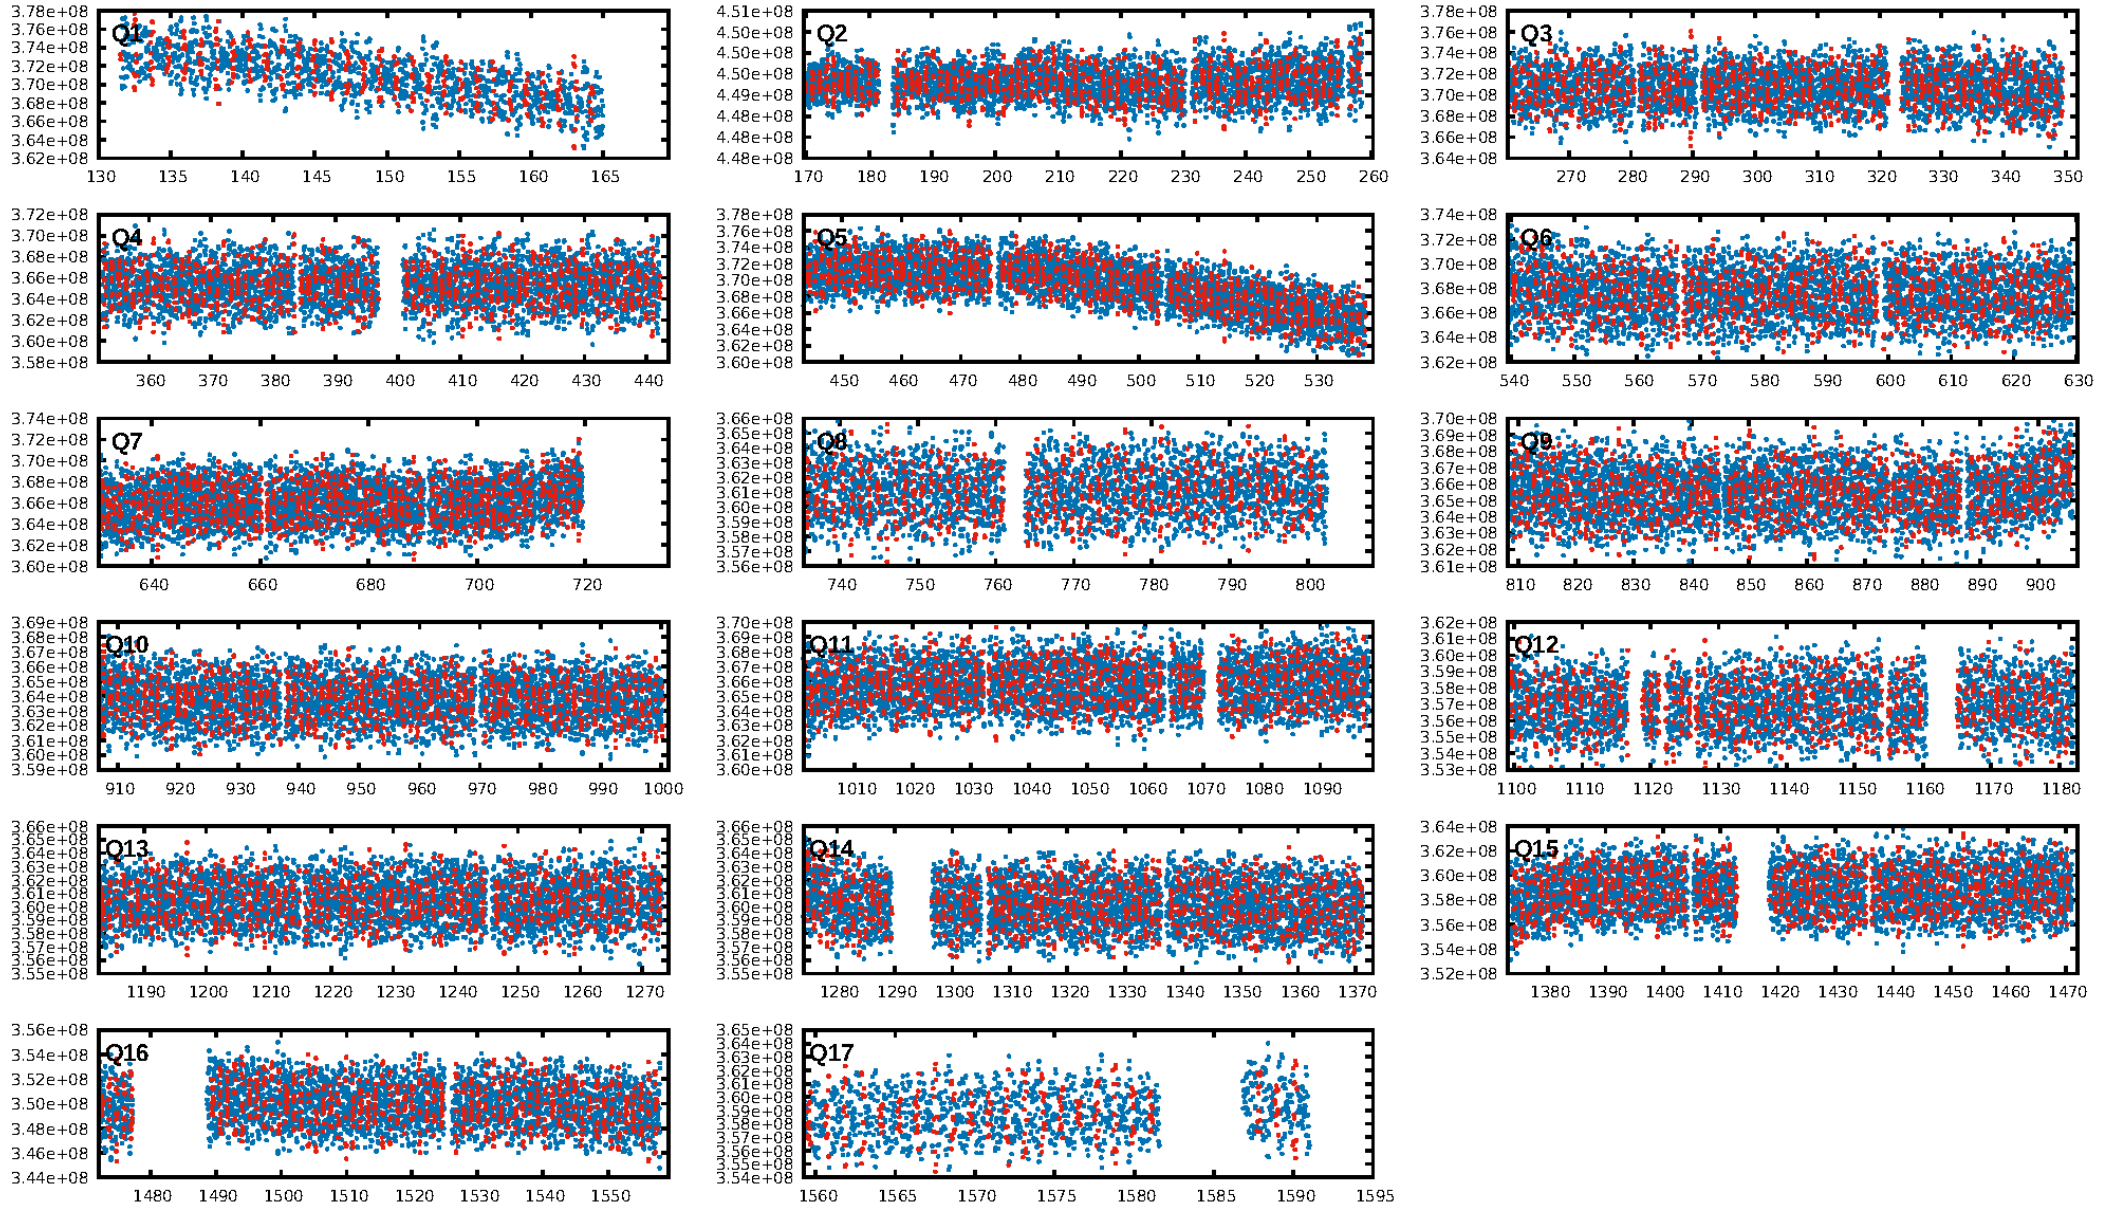 3.78e+08
3.76e+08
3.74e+08
3.72e+08
3.70e+08
3.68e+08
3.66e+08
3.64e+08
3.62e+08
Q1
130 135 140 145 150 155 160 165
4.51e+08
4.50e+08
4.50e+08
4.50e+08
4.49e+08
4.48e+08
4.48e+08
4.48e+08
Q2
170 180 190 200 210 220 230 240 250 260
3.78e+08
3.76e+08
3.74e+08
3.72e+08
3.70e+08
3.68e+08
3.66e+08
3.64e+08
Q3
270 280 290 300 310 320 330 340 350
3.72e+08
3.70e+08
3.68e+08
3.66e+08
3.64e+08
3.62e+08
3.60e+08
3.58e+08
Q4
360 370 380 390 400 410 420 430 440
3.78e+08
3.76e+08
3.74e+08
3.72e+08
3.70e+08
3.68e+08
3.66e+08
3.64e+08
3.62e+08
3.60e+08
Q5
450 460 470 480 490 500 510 520 530
3.74e+08
3.72e+08
3.70e+08
3.68e+08
3.66e+08
3.64e+08
3.62e+08
Q6
540 550 560 570 580 590 600 610 620 630
3.74e+08
3.72e+08
3.70e+08
3.68e+08
3.66e+08
3.64e+08
3.62e+08
3.60e+08
Q7
640 660 680 700 720
3.66e+08
3.65e+08
3.64e+08
3.63e+08
3.62e+08
3.61e+08
3.60e+08
3.59e+08
3.58e+08
3.57e+08
3.56e+08
Q8
740 750 760 770 780 790 800
3.70e+08
3.69e+08
3.68e+08
3.67e+08
3.66e+08
3.65e+08
3.64e+08
3.63e+08
3.62e+08
3.61e+08
Q9
810 820 830 840 850 860 870 880 890 900
3.69e+08
3.68e+08
3.67e+08
3.66e+08
3.65e+08
3.64e+08
3.63e+08
3.62e+08
3.61e+08
3.60e+08
3.59e+08
Q10
910 920 930 940 950 960 970 980 990 1000
3.70e+08
3.69e+08
3.68e+08
3.67e+08
3.66e+08
3.65e+08
3.64e+08
3.63e+08
3.62e+08
3.61e+08
3.60e+08
Q11
1010 1020 1030 1040 1050 1060 1070 1080 1090
3.62e+08
3.61e+08
3.60e+08
3.59e+08
3.58e+08
3.57e+08
3.56e+08
3.55e+08
3.54e+08
3.53e+08
Q12
1100 1110 1120 1130 1140 1150 1160 1170 1180
3.66e+08
3.65e+08
3.64e+08
3.63e+08
3.62e+08
3.61e+08
3.60e+08
3.59e+08
3.58e+08
3.57e+08
3.56e+08
3.55e+08
Q13
1190 1200 1210 1220 1230 1240 1250 1260 1270
3.66e+08
3.65e+08
3.64e+08
3.63e+08
3.62e+08
3.61e+08
3.60e+08
3.59e+08
3.58e+08
3.57e+08
3.56e+08
3.55e+08
Q14
1280 1290 1300 1310 1320 1330 1340 1350 1360 1370
3.64e+08
3.62e+08
3.60e+08
3.58e+08
3.56e+08
3.54e+08
3.52e+08
Q15
1380 1390 1400 1410 1420 1430 1440 1450 1460 1470
3.56e+08
3.54e+08
3.52e+08
3.50e+08
3.48e+08
3.46e+08
3.44e+08
Q16
1480 1490 1500 1510 1520 1530 1540 1550
3.65e+08
3.64e+08
3.63e+08
3.62e+08
3.61e+08
3.60e+08
3.59e+08
3.58e+08
3.57e+08
3.56e+08
3.55e+08
3.54e+08
Q17
1560 1565 1570 1575 1580 1585 1590 1595